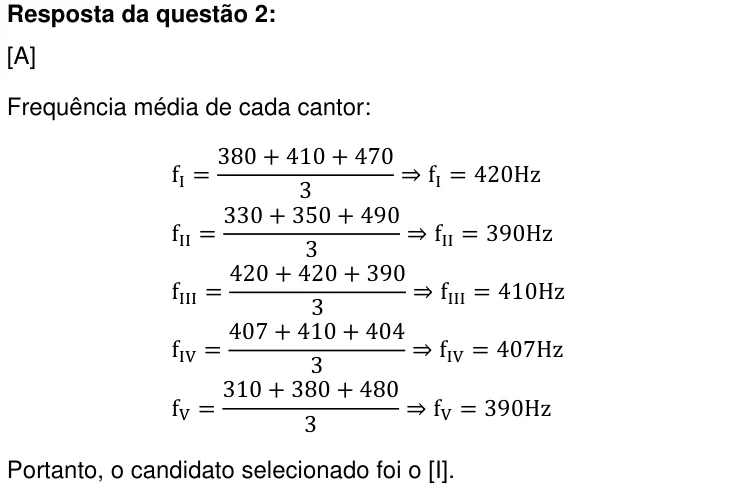 Resposta da questão 2:
[A]
Frequência média de cada cantor:
f_I = (380 + 410 + 470)/3 ⇒ f_I = 420Hz
f_II = (330 + 350 + 490)/3 ⇒ f_II = 390Hz
f_III = (420 + 420 + 390)/3 ⇒ f_III = 410Hz
f_IV = (407 + 410 + 404)/3 ⇒ f_IV = 407Hz
f_V = (310 + 380 + 480)/3 ⇒ f_V = 390Hz
Portanto, o candidato selecionado foi o [I].